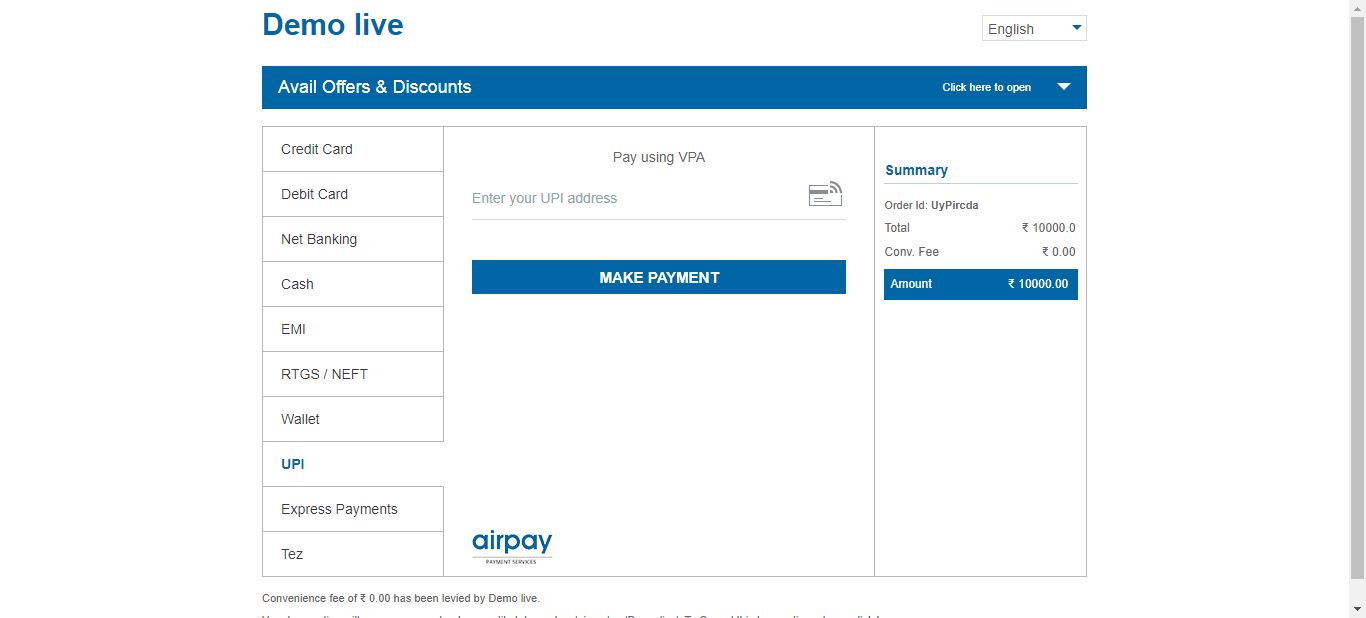 Demo live
English
Avail Offers & Discounts
Click here to open
Credit Card
Debit Card
Net Banking
Cash
EMI
RTGS / NEFT
Wallet
UPI
Express Payments
Tez
Pay using VPA
Enter your UPI address
MAKE PAYMENT
airpay
PAYMENT SERVICES
Summary
Order Id: UyPircda
Total ₹ 10000.0
Conv. Fee ₹ 0.00
Amount ₹ 10000.00
Convenience fee of ₹ 0.00 has been levied by Demo live.